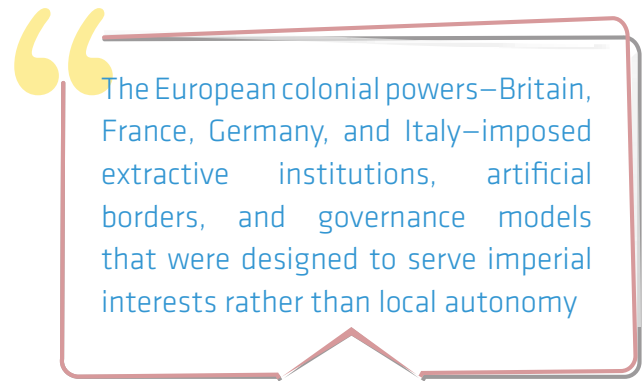 The European colonial powers—Britain,
France, Germany, and Italy—imposed
extractive institutions, artificial
borders, and governance models
that were designed to serve imperial
interests rather than local autonomy